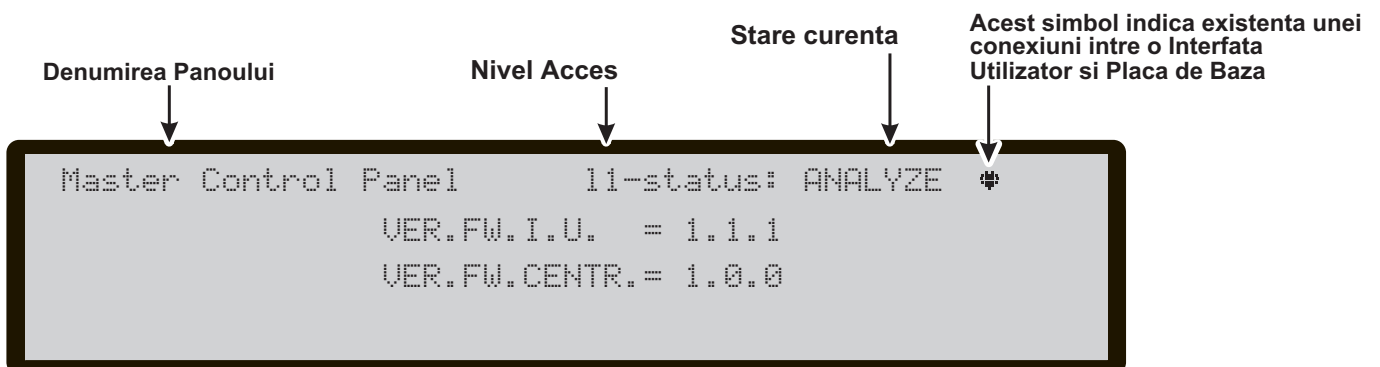 Denumirea Panoului
Nivel Acces
Stare curenta
Acest simbol indica existenta unei
conexiuni intre o Interfata
Utilizator si Placa de Baza
Master Control Panel l1-status: ANALYZE
VER.FW.I.U. = 1.1.1
VER.FW.CENTR.= 1.0.0